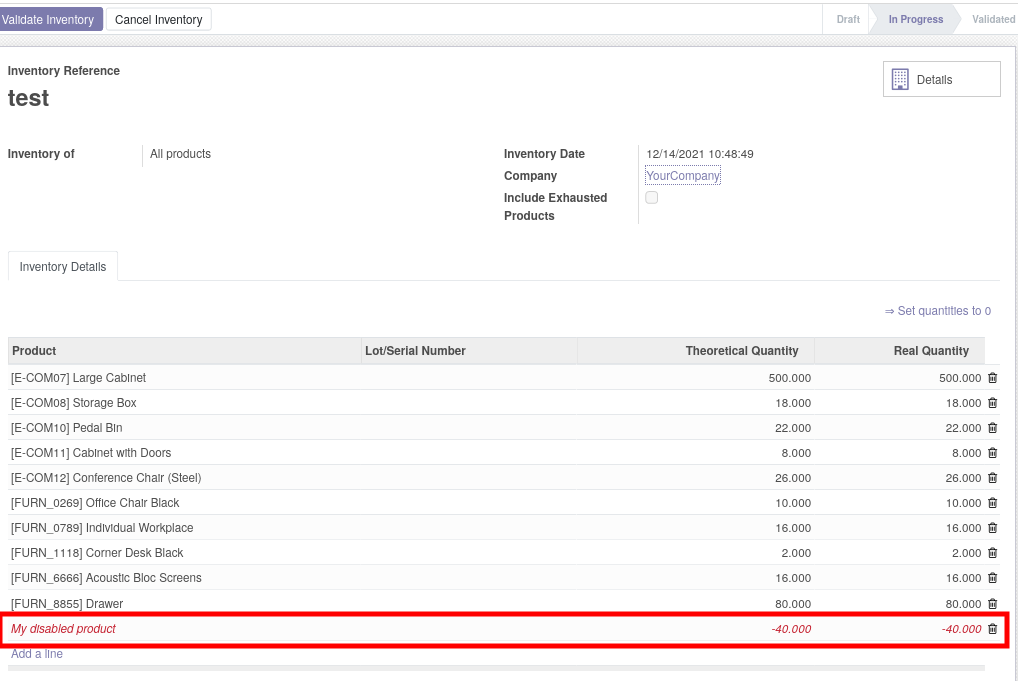 Validate Inventory Cancel Inventory Draft In Progress Validated
Inventory Reference
test
Details
Inventory of All products
Inventory Date 12/14/2021 10:48:49
Company YourCompany
Include Exhausted
Products
Inventory Details
⇒ Set quantities to 0
Product Lot/Serial Number Theoretical Quantity Real Quantity
[E-COM07] Large Cabinet 500.000 500.000
[E-COM08] Storage Box 18.000 18.000
[E-COM10] Pedal Bin 22.000 22.000
[E-COM11] Cabinet with Doors 8.000 8.000
[E-COM12] Conference Chair (Steel) 26.000 26.000
[FURN_0269] Office Chair Black 10.000 10.000
[FURN_0789] Individual Workplace 16.000 16.000
[FURN_1118] Corner Desk Black 2.000 2.000
[FURN_6666] Acoustic Bloc Screens 16.000 16.000
[FURN_8855] Drawer 80.000 80.000
My disabled product -40.000 -40.000
Add a line